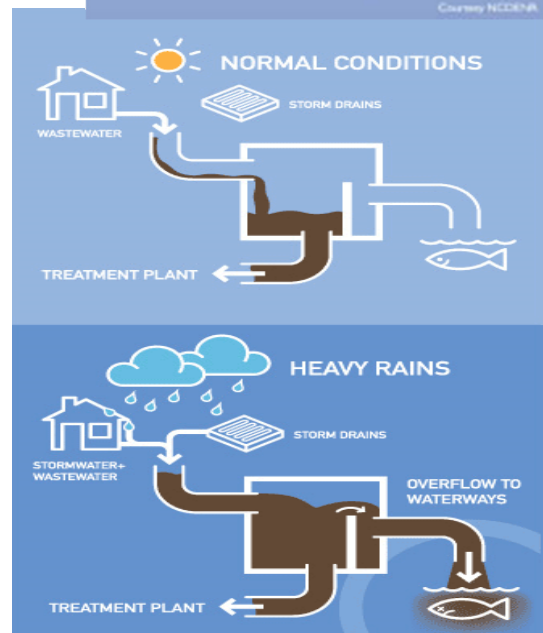 Courtesy NCDENR
NORMAL CONDITIONS
STORM DRAINS
WASTEWATER
TREATMENT PLANT
HEAVY RAINS
STORM DRAINS
STORMWATER+
WASTEWATER
OVERFLOW TO
WATERWAYS
TREATMENT PLANT